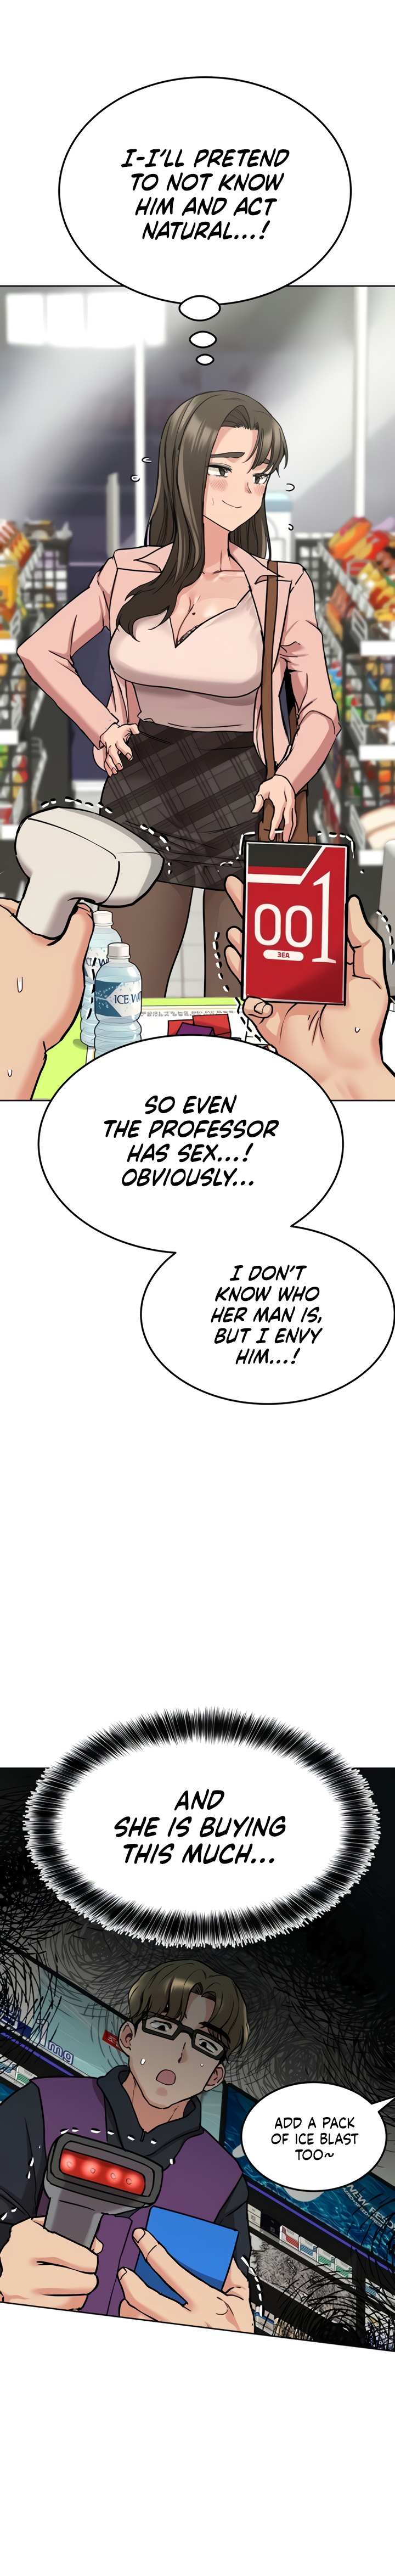 I-I'LL PRETEND
TO NOT KNOW
HIM AND ACT
NATURAL...!
001
3EA
ICE W
SO EVEN
THE PROFESSOR
HAS SEX...!
OBVIOUSLY...
I DON'T
KNOW WHO
HER MAN IS,
BUT I ENVY
HIM...!
AND
SHE IS BUYING
THIS MUCH...
ADD A PACK
OF ICE BLAST
TOO~